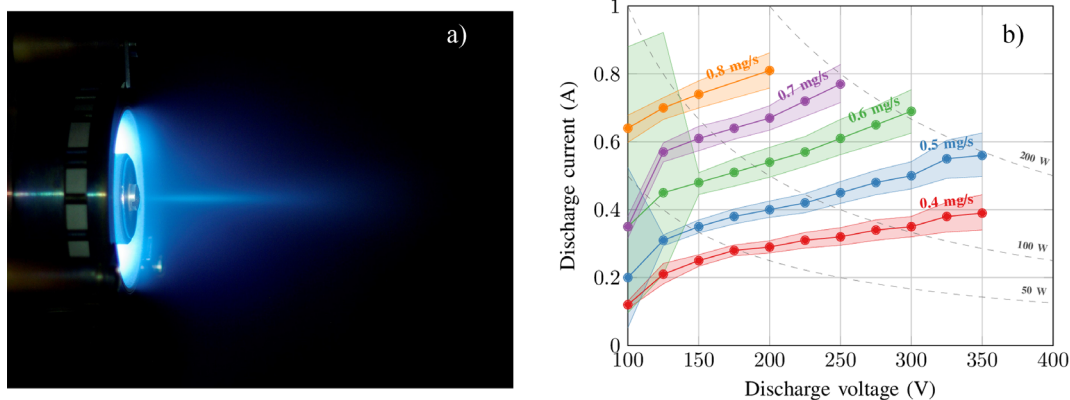 a)
b)
Discharge current (A)
1
0.8
0.6
0.4
0.2
0
0.8 mg/s
0.7 mg/s
0.6 mg/s
0.5 mg/s
0.4 mg/s
200 W
100 W
50 W
100 150 200 250 300 350 400
Discharge voltage (V)